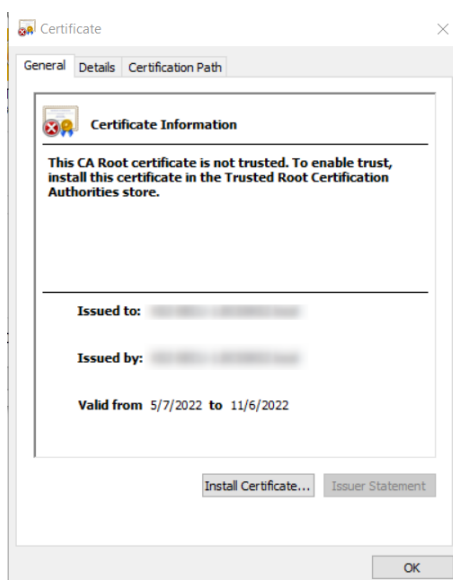 Certificate
General Details Certification Path
Certificate Information
This CA Root certificate is not trusted. To enable trust,
install this certificate in the Trusted Root Certification
Authorities store.
Issued to:
Issued by:
Valid from 5/7/2022 to 11/6/2022
Install Certificate... Issuer Statement
OK